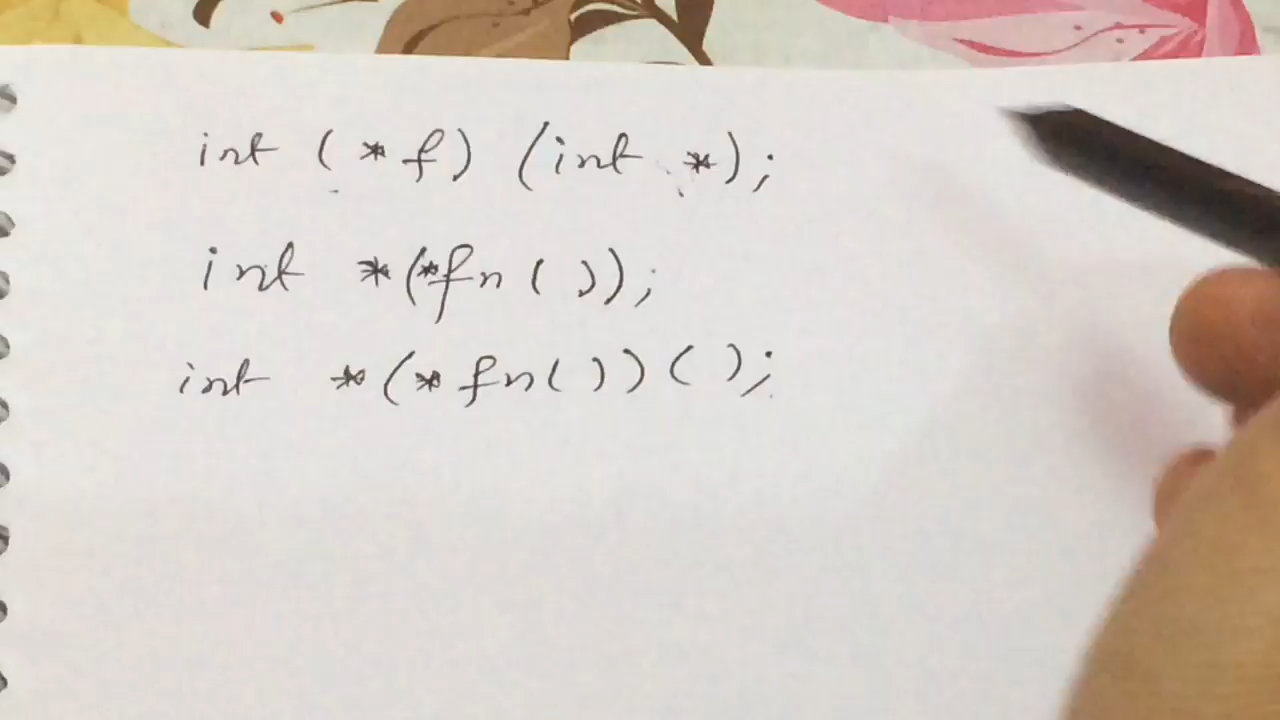 int (*f) (int *);
int *(*fn());
int *(*fn())();